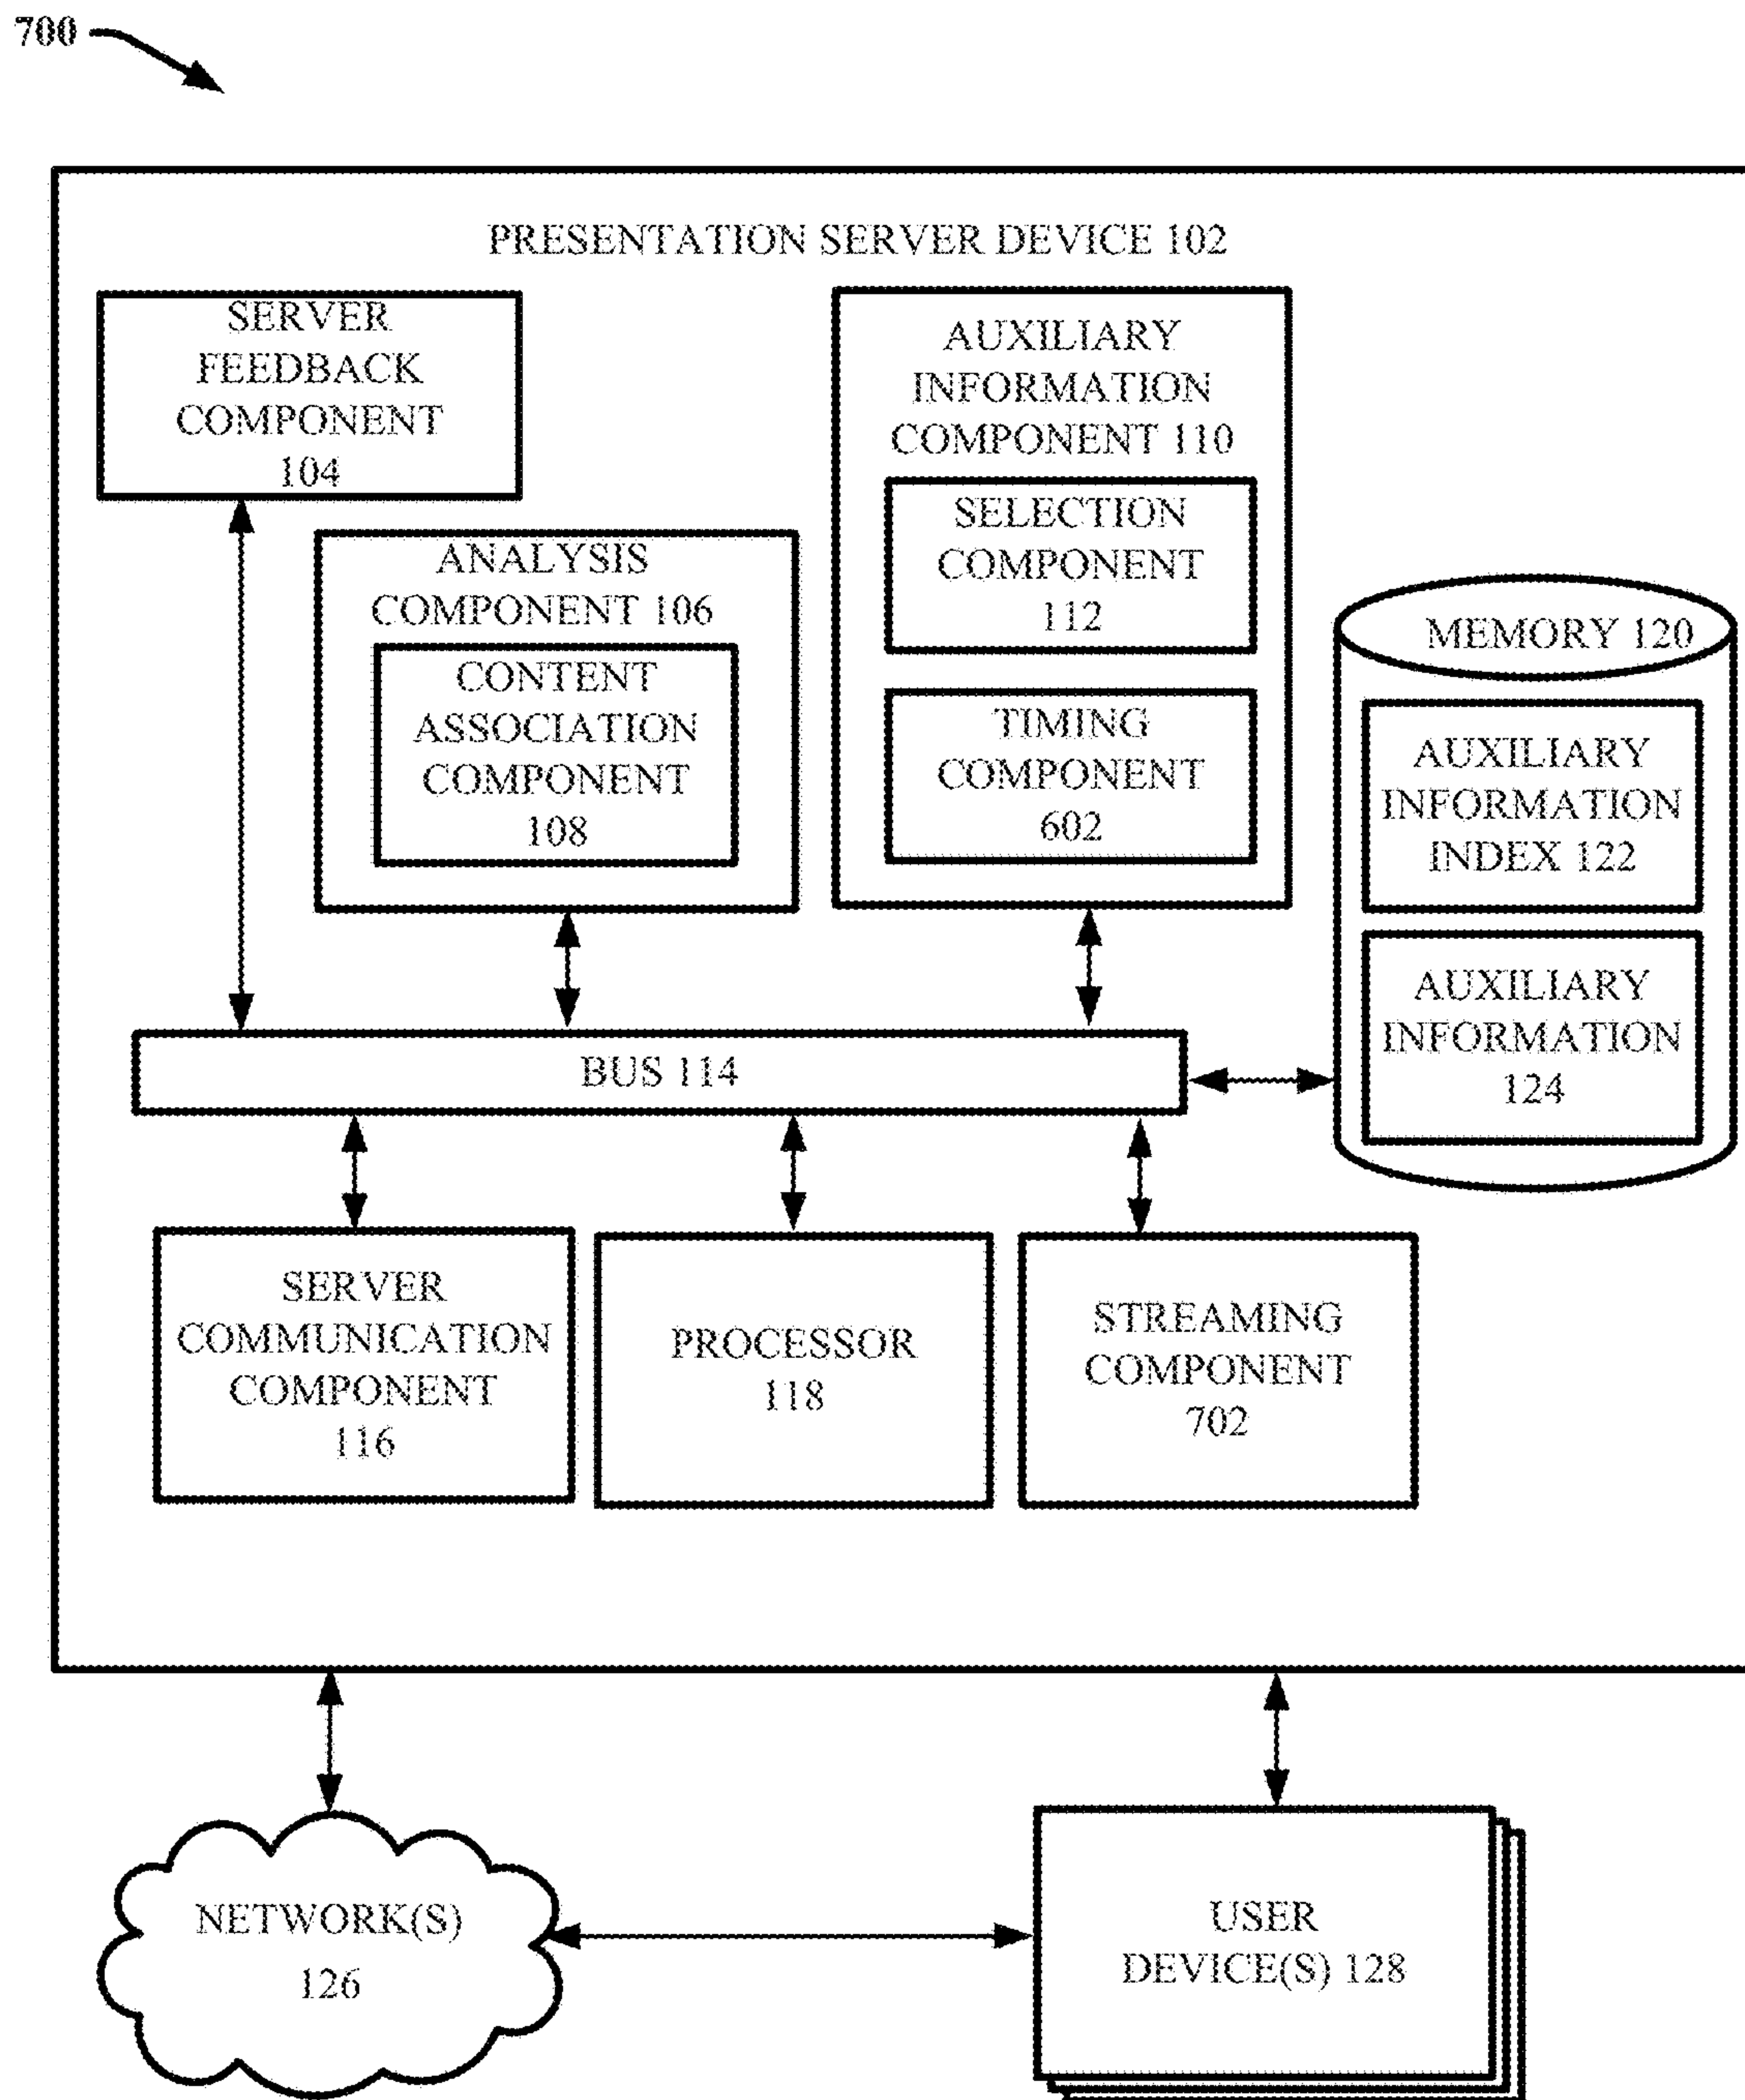 700
PRESENTATION SERVER DEVICE 102
SERVER
FEEDBACK
COMPONENT
104
AUXILIARY
INFORMATION
COMPONENT 110
SELECTION
COMPONENT
112
TIMING
COMPONENT
602
ANALYSIS
COMPONENT 106
CONTENT
ASSOCIATION
COMPONENT
108
MEMORY 120
AUXILIARY
INFORMATION
INDEX 122
AUXILIARY
INFORMATION
124
BUS 114
SERVER
COMMUNICATION
COMPONENT
116
PROCESSOR
118
STREAMING
COMPONENT
702
NETWORK(S)
126
USER
DEVICE(S) 128